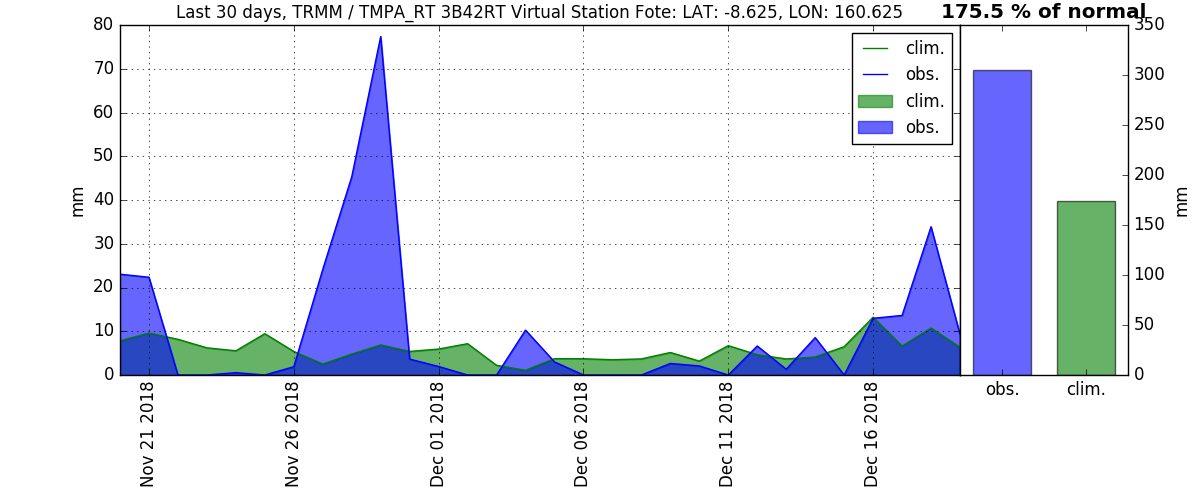 Last 30 days, TRMM / TMPA_RT 3B42RT Virtual Station Fote: LAT: -8.625, LON: 160.625
175.5 % of normal
80
70
60
50
40
30
20
10
0
mm
clim.
obs.
clim.
obs.
350
300
250
200
150
100
50
0
mm
Nov 21 2018
Nov 26 2018
Dec 01 2018
Dec 06 2018
Dec 11 2018
Dec 16 2018
obs.
clim.